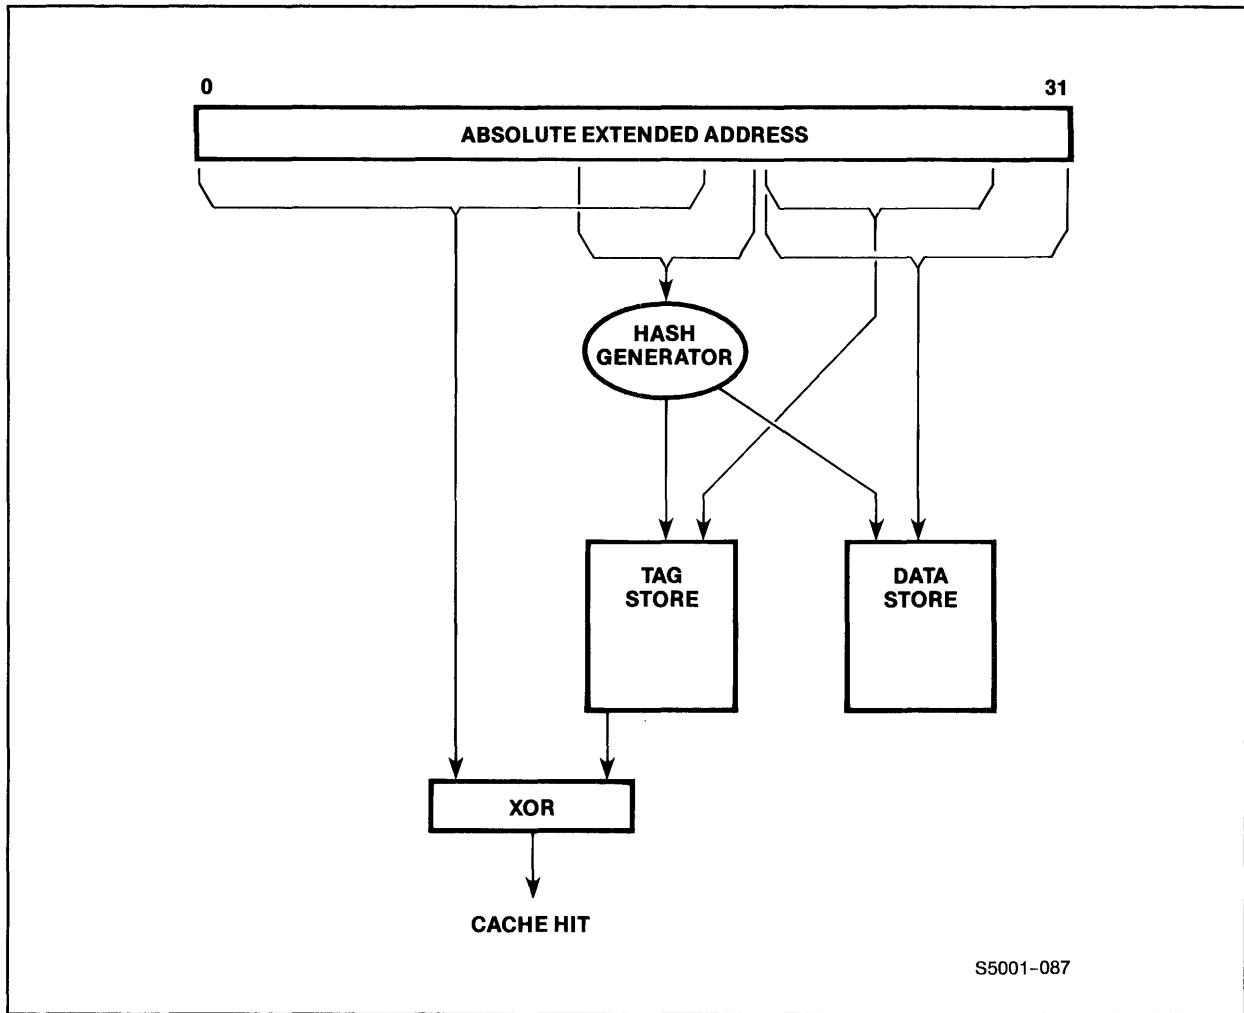 0 31
ABSOLUTE EXTENDED ADDRESS
HASH
GENERATOR
TAG
STORE
DATA
STORE
XOR
CACHE HIT
S5001-087